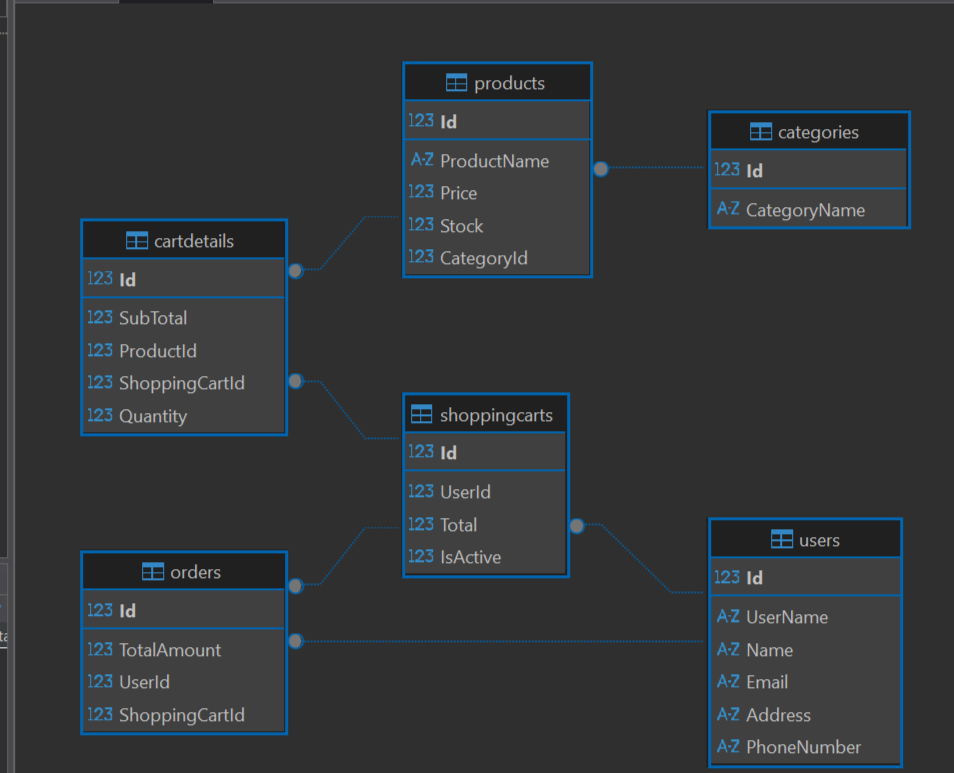 products
123 Id
A-Z ProductName
123 Price
123 Stock
123 CategoryId
categories
123 Id
A-Z CategoryName
cartdetails
123 Id
123 SubTotal
123 ProductId
123 ShoppingCartId
123 Quantity
shoppingcarts
123 Id
123 UserId
123 Total
123 IsActive
orders
123 Id
123 TotalAmount
123 UserId
123 ShoppingCartId
users
123 Id
A-Z UserName
A-Z Name
A-Z Email
A-Z Address
A-Z PhoneNumber